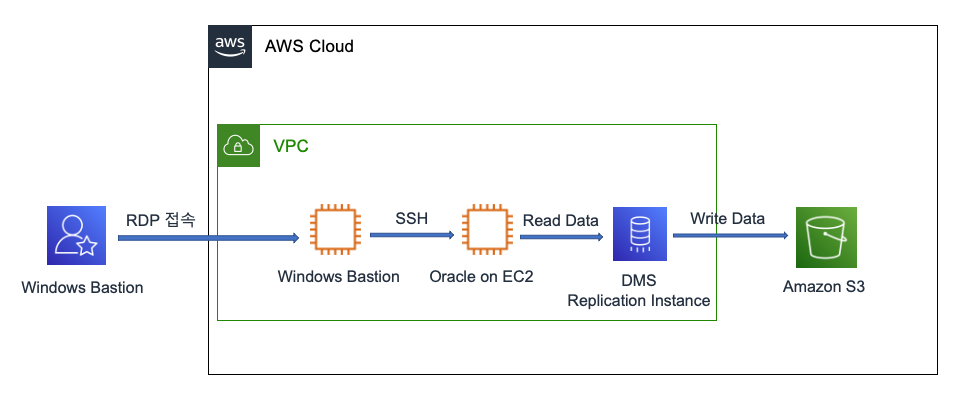 aws
AWS Cloud
VPC
RDP 접속
SSH
Read Data
Write Data
Windows Bastion
Windows Bastion
Oracle on EC2
DMS
Replication Instance
Amazon S3